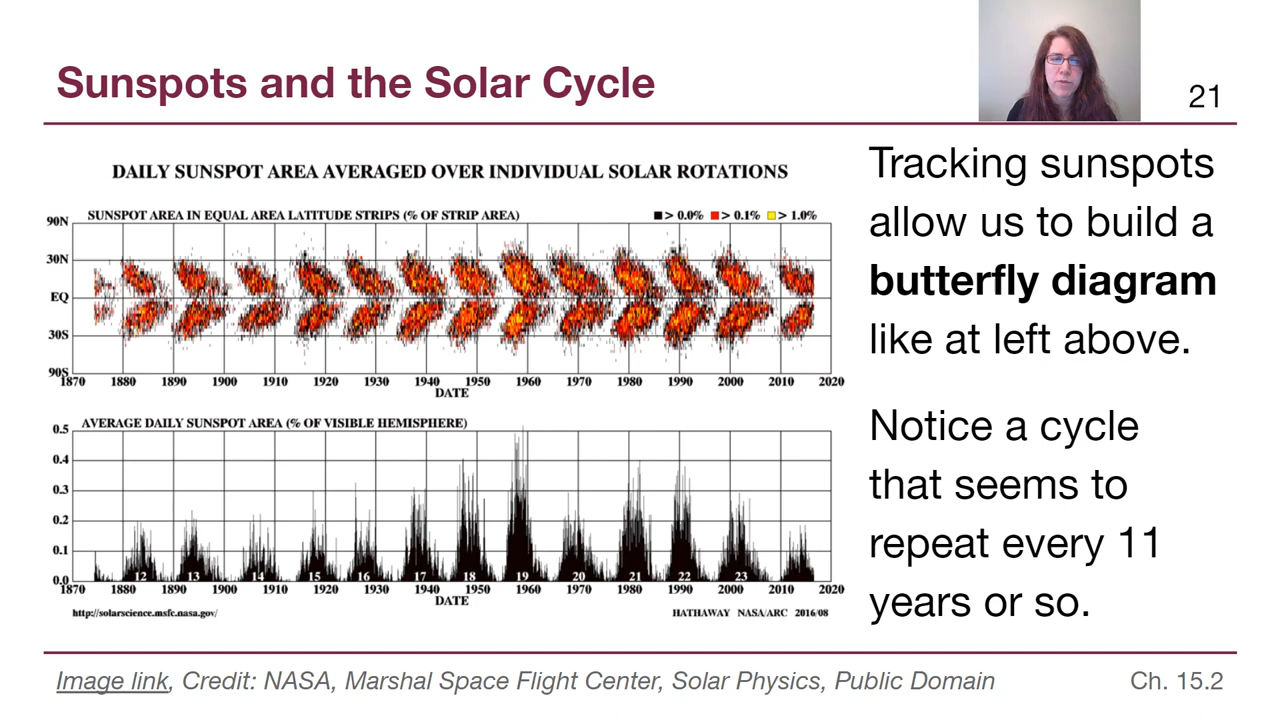 Sunspots and the Solar Cycle
21
DAILY SUNSPOT AREA AVERAGED OVER INDIVIDUAL SOLAR ROTATIONS
SUNSPOT AREA IN EQUAL AREA LATITUDE STRIPS (% OF STRIP AREA) > 0.0% > 0.1% > 1.0%
90N
30N
EQ
30S
90S
1870 1880 1890 1900 1910 1920 1930 1940 1950 1960 1970 1980 1990 2000 2010 2020
DATE
AVERAGE DAILY SUNSPOT AREA (% OF VISIBLE HEMISPHERE)
0.5
0.4
0.3
0.2
0.1
0.0
12 13 14 15 16 17 18 19 20 21 22 23
1870 1880 1890 1900 1910 1920 1930 1940 1950 1960 1970 1980 1990 2000 2010 2020
DATE
http://solarscience.msfc.nasa.gov/ HATHAWAY NASA/ARC 2016/08
Tracking sunspots
allow us to build a
butterfly diagram
like at left above.
Notice a cycle
that seems to
repeat every 11
years or so.
Image link, Credit: NASA, Marshal Space Flight Center, Solar Physics, Public Domain
Ch. 15.2